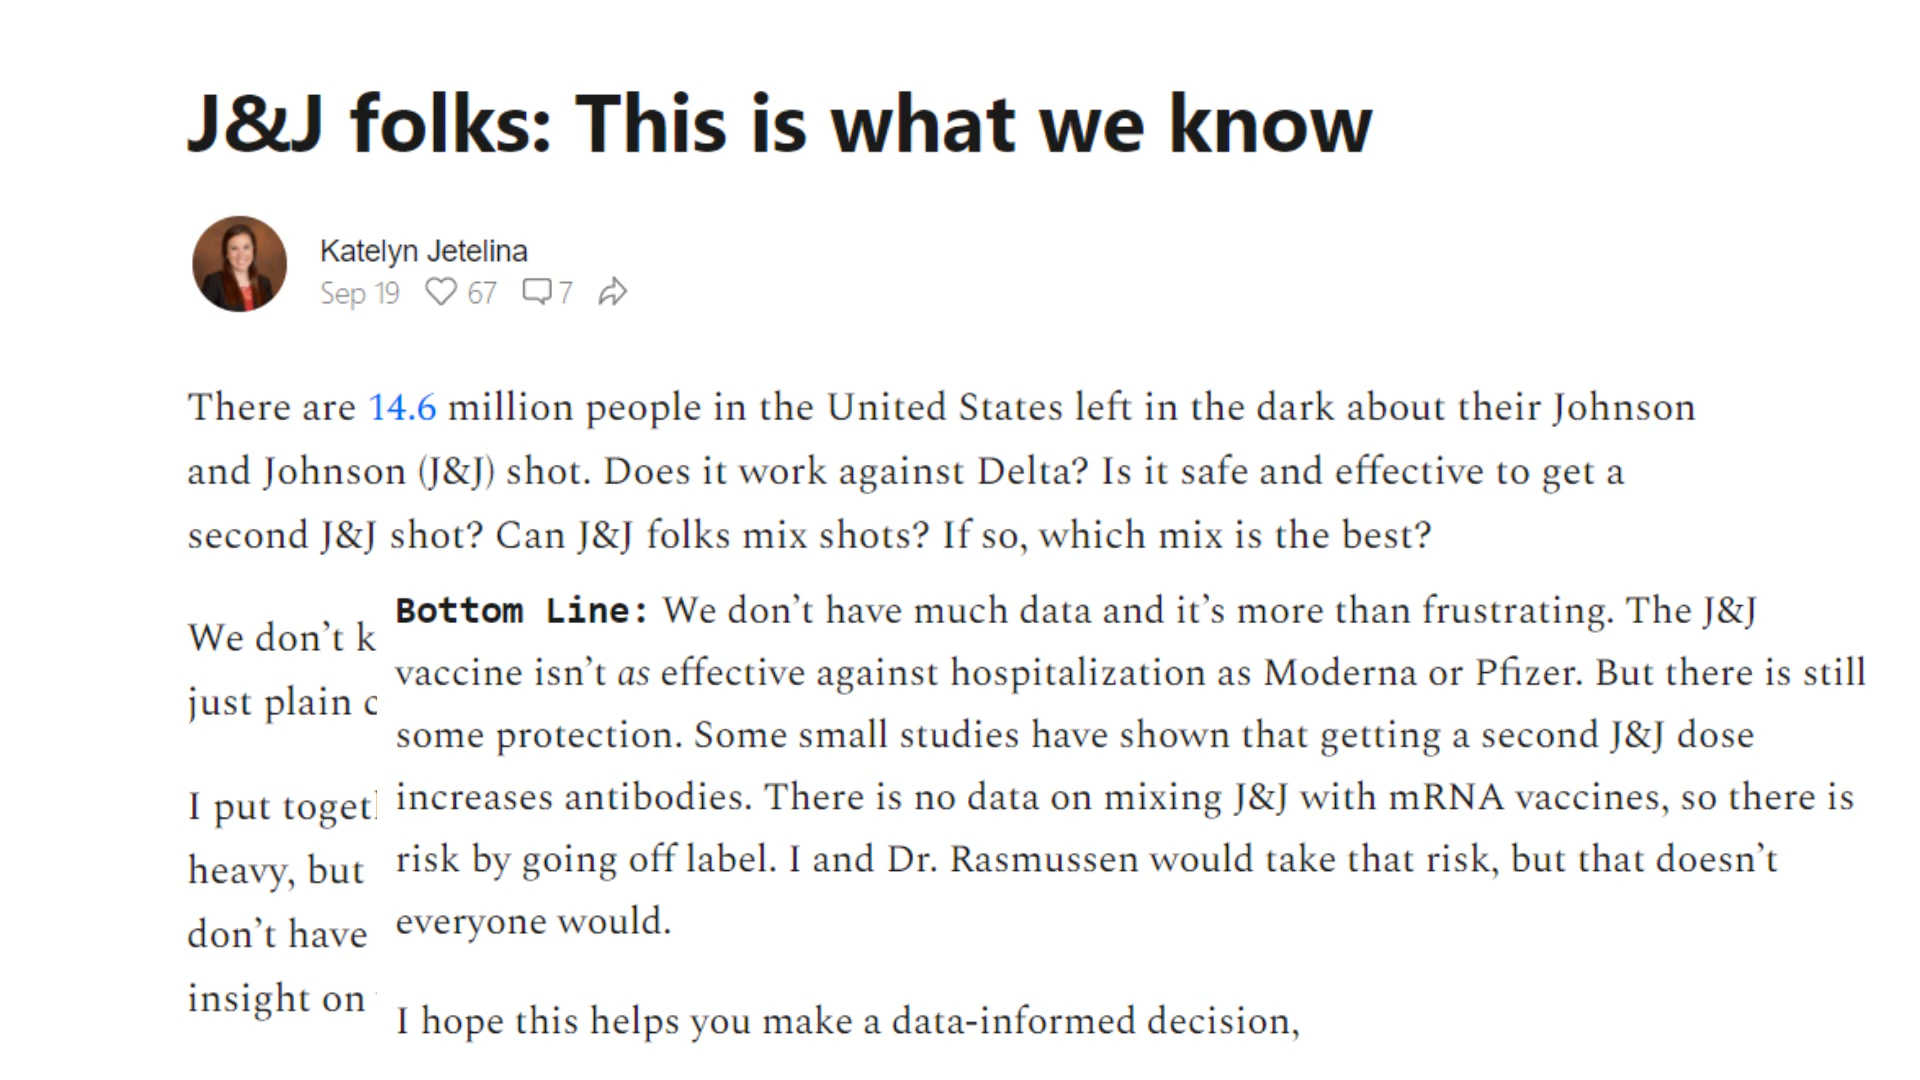 J&J folks: This is what we know
Katelyn Jetelina
Sep 19 67 7
There are 14.6 million people in the United States left in the dark about their Johnson
and Johnson (J&J) shot. Does it work against Delta? Is it safe and effective to get a
second J&J shot? Can J&J folks mix shots? If so, which mix is the best?
We don’t
just plain
I put
heavy, but
don’t have
insight on
Bottom Line: We don’t have much data and it’s more than frustrating. The J&J
vaccine isn’t as effective against hospitalization as Moderna or Pfizer. But there is still
some protection. Some small studies have shown that getting a second J&J dose
increases antibodies. There is no data on mixing J&J with mRNA vaccines, so there is
risk by going off label. I and Dr. Rasmussen would take that risk, but that doesn’t
everyone would.
I hope this helps you make a data-informed decision,